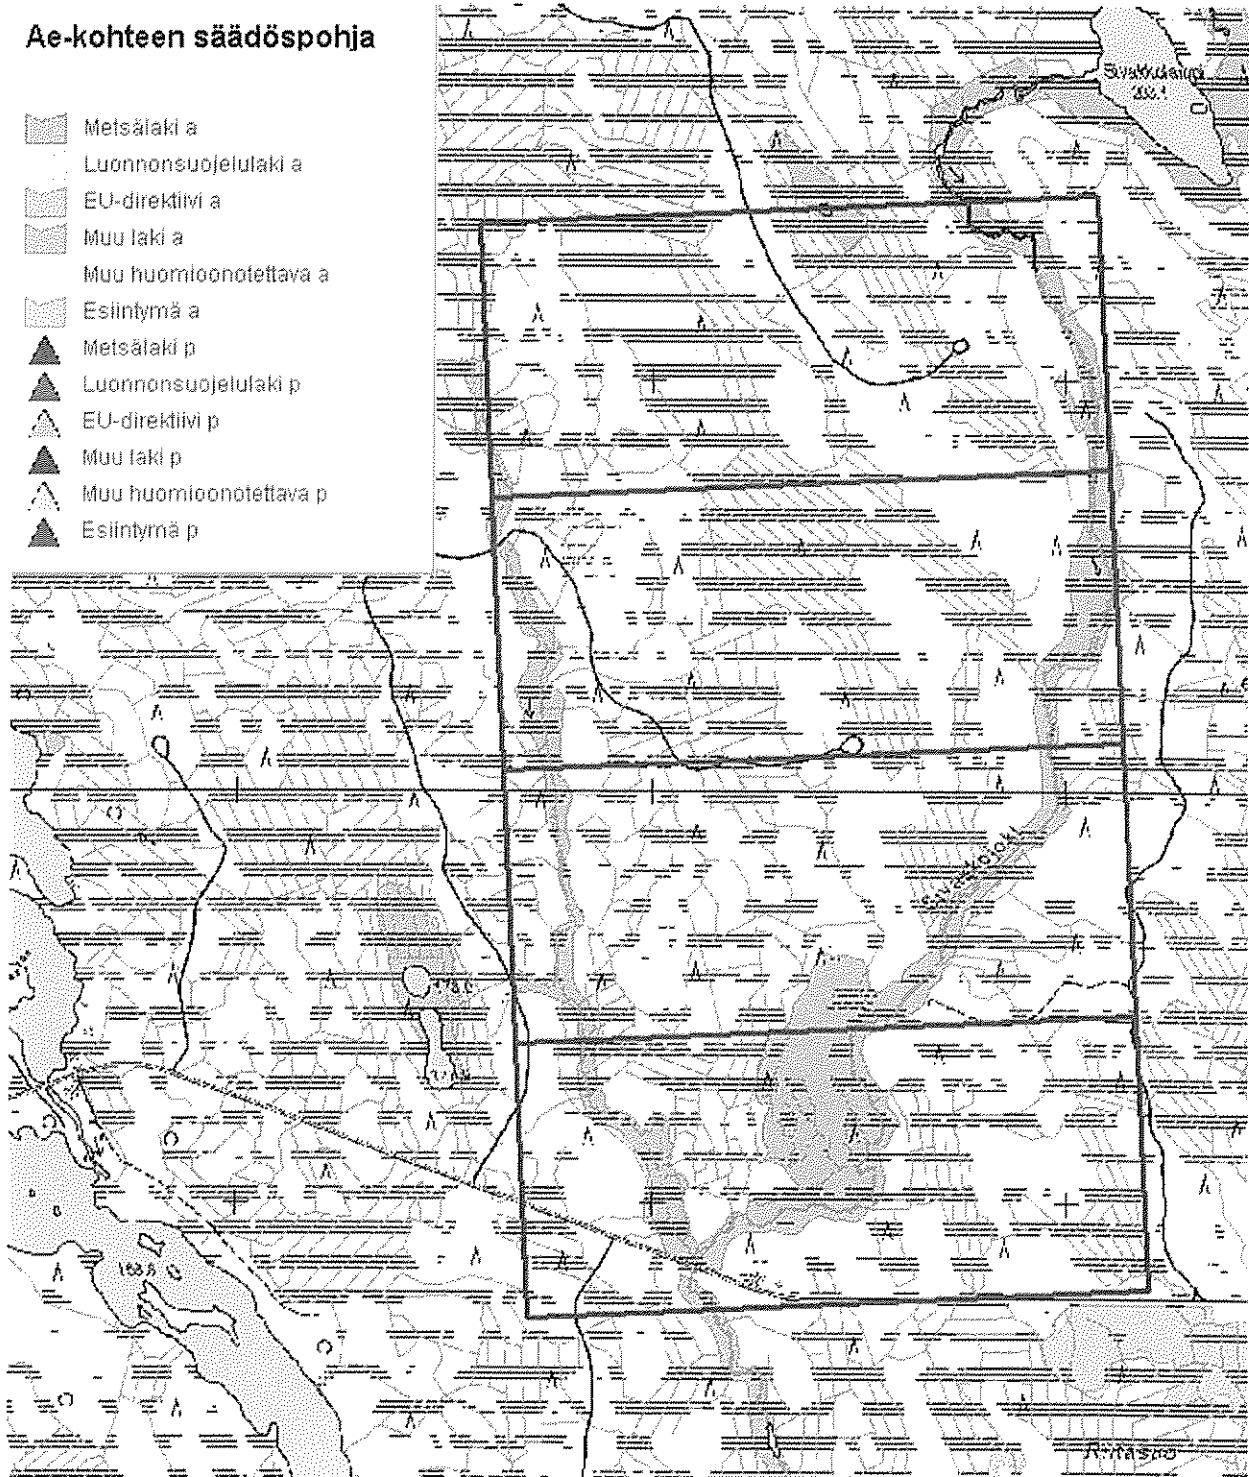 Ae-kohteen säädöspohja
Metsälaki a
Luonnonsuojelulaki a
EU-direktiivi a
Muu laki a
Muu huomioonotettava a
Esiintymä a
Metsälaki p
Luonnonsuojelulaki p
EU-direktiivi p
Muu laki p
Muu huomioonotettava p
Esiintymä p